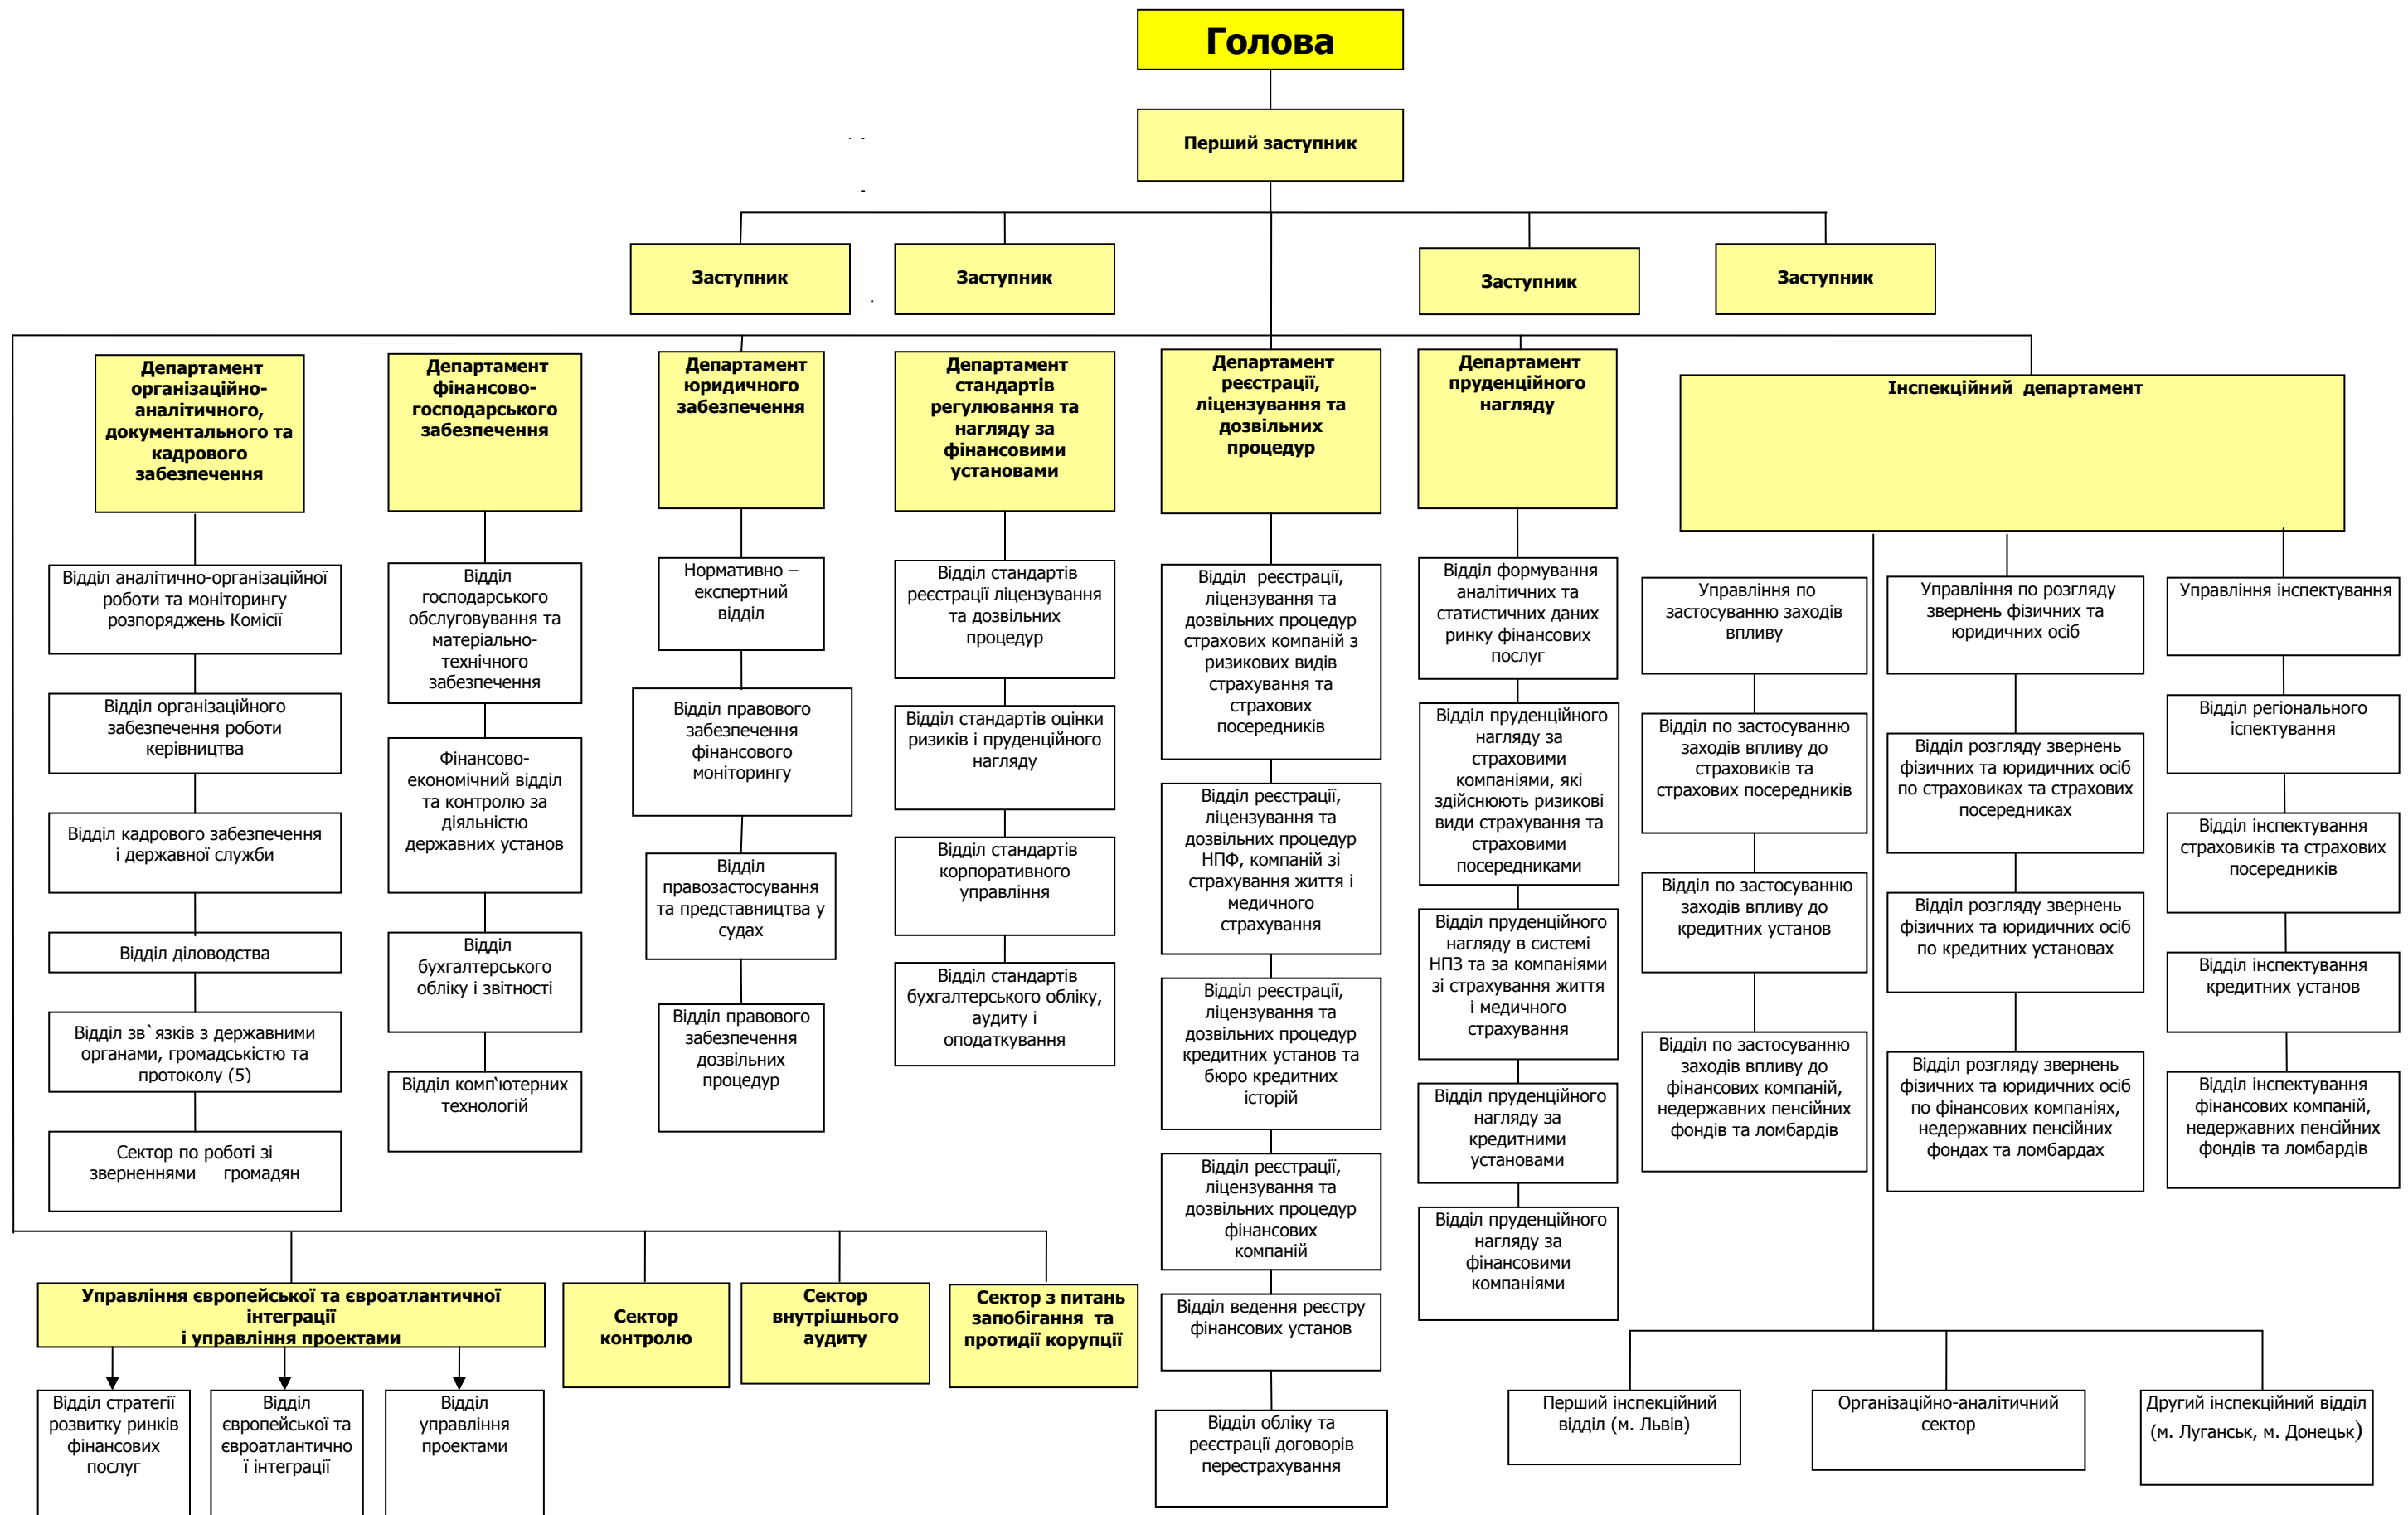 Голова
Перший заступник
Заступник
Заступник
Заступник
Заступник
Департамент
організаційно-
аналітичного,
документального та
кадрового
забезпечення
Департамент
фінансово-
господарського
забезпечення
Департамент
юридичного
забезпечення
Департамент
стандартів
регулювання та
нагляду за
фінансовими
установами
Департамент
реєстрації,
ліцензування та
дозвільних
процедур
Департамент
пруденційного
нагляду
Інспекційний департамент
Відділ аналітично-організаційної
роботи та моніторингу
розпоряджень Комісії
Відділ організаційного
забезпечення роботи
керівництва
Відділ кадрового забезпечення
і державної служби
Відділ діловодства
Відділ зв`язків з державними
органами, громадськістю та
протоколу (5)
Сектор по роботі зі
зверненнями громадян
Відділ
господарського
обслуговування та
матеріально-
технічного
забезпечення
Фінансово-
економічний відділ
та контролю за
діяльністю
державних установ
Відділ
бухгалтерського
обліку і звітності
Відділ комп‘ютерних
технологій
Нормативно –
експертний
відділ
Відділ правового
забезпечення
фінансового
моніторингу
Відділ
правозастосування
та представництва у
судах
Відділ правового
забезпечення
дозвільних
процедур
Відділ стандартів
реєстрації ліцензування
та дозвільних
процедур
Відділ стандартів оцінки
ризиків і пруденційного
нагляду
Відділ стандартів
корпоративного
управління
Відділ стандартів
бухгалтерського обліку,
аудиту і
оподаткування
Відділ реєстрації,
ліцензування та
дозвільних процедур
страхових компаній з
ризикових видів
страхування та
страхових
посередників
Відділ реєстрації,
ліцензування та
дозвільних процедур
НПФ, компаній зі
страхування життя і
медичного
страхування
Відділ реєстрації,
ліцензування та
дозвільних процедур
кредитних установ та
бюро кредитних
історій
Відділ реєстрації,
ліцензування та
дозвільних процедур
фінансових
компаній
Відділ ведення реєстру
фінансових установ
Відділ обліку та
реєстрації договорів
перестрахування
Відділ формування
аналітичних та
статистичних даних
ринку фінансових
послуг
Відділ пруденційного
нагляду за
страховими
компаніями, які
здійснюють ризикові
види страхування та
страховими
посередниками
Відділ пруденційного
нагляду в системі
НПЗ та за компаніями
зі страхування життя
і медичного
страхування
Відділ пруденційного
нагляду за
кредитними
установами
Відділ пруденційного
нагляду за
фінансовими
компаніями
Управління по
застосуванню заходів
впливу
Відділ по застосуванню
заходів впливу до
страховиків та
страхових посередників
Відділ по застосуванню
заходів впливу до
кредитних установ
Відділ по застосуванню
заходів впливу до
фінансових компаній,
недержавних пенсійних
фондів та ломбардів
Управління по розгляду
звернень фізичних та
юридичних осіб
Відділ розгляду звернень
фізичних та юридичних осіб
по страховиках та страхових
посередниках
Відділ розгляду звернень
фізичних та юридичних осіб
по кредитних установах
Відділ розгляду звернень
фізичних та юридичних осіб
по фінансових компаніях,
недержавних пенсійних
фондах та ломбардах
Управління інспектування
Відділ регіонального
іспектування
Відділ інспектування
страховиків та страхових
посередників
Відділ інспектування
кредитних установ
Відділ інспектування
фінансових компаній,
недержавних пенсійних
фондів та ломбардів
Управління європейської та євроатлантичної
інтеграції
і управління проектами
Сектор
контролю
Сектор
внутрішнього
аудиту
Сектор з питань
запобігання та
протидії корупції
Відділ стратегії
розвитку ринків
фінансових
послуг
Відділ
європейської та
євроатлантично
ї інтеграції
Відділ
управління
проектами
Перший інспекційний
відділ (м. Львів)
Організаційно-аналітичний
сектор
Другий інспекційний відділ
(м. Луганськ, м. Донецьк)